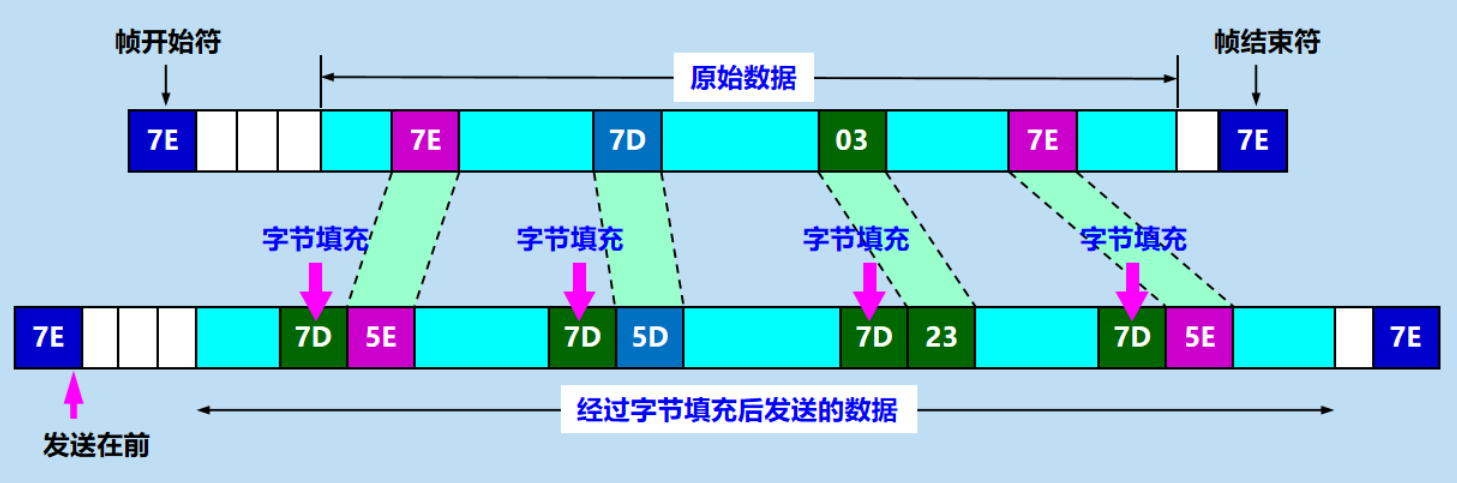 帧开始符
帧结束符
原始数据
7E 7E 7D 03 7E 7E
字节填充 字节填充 字节填充 字节填充
7E 7D 5E 7D 5D 7D 23 7D 5E 7E
经过字节填充后发送的数据
发送在前